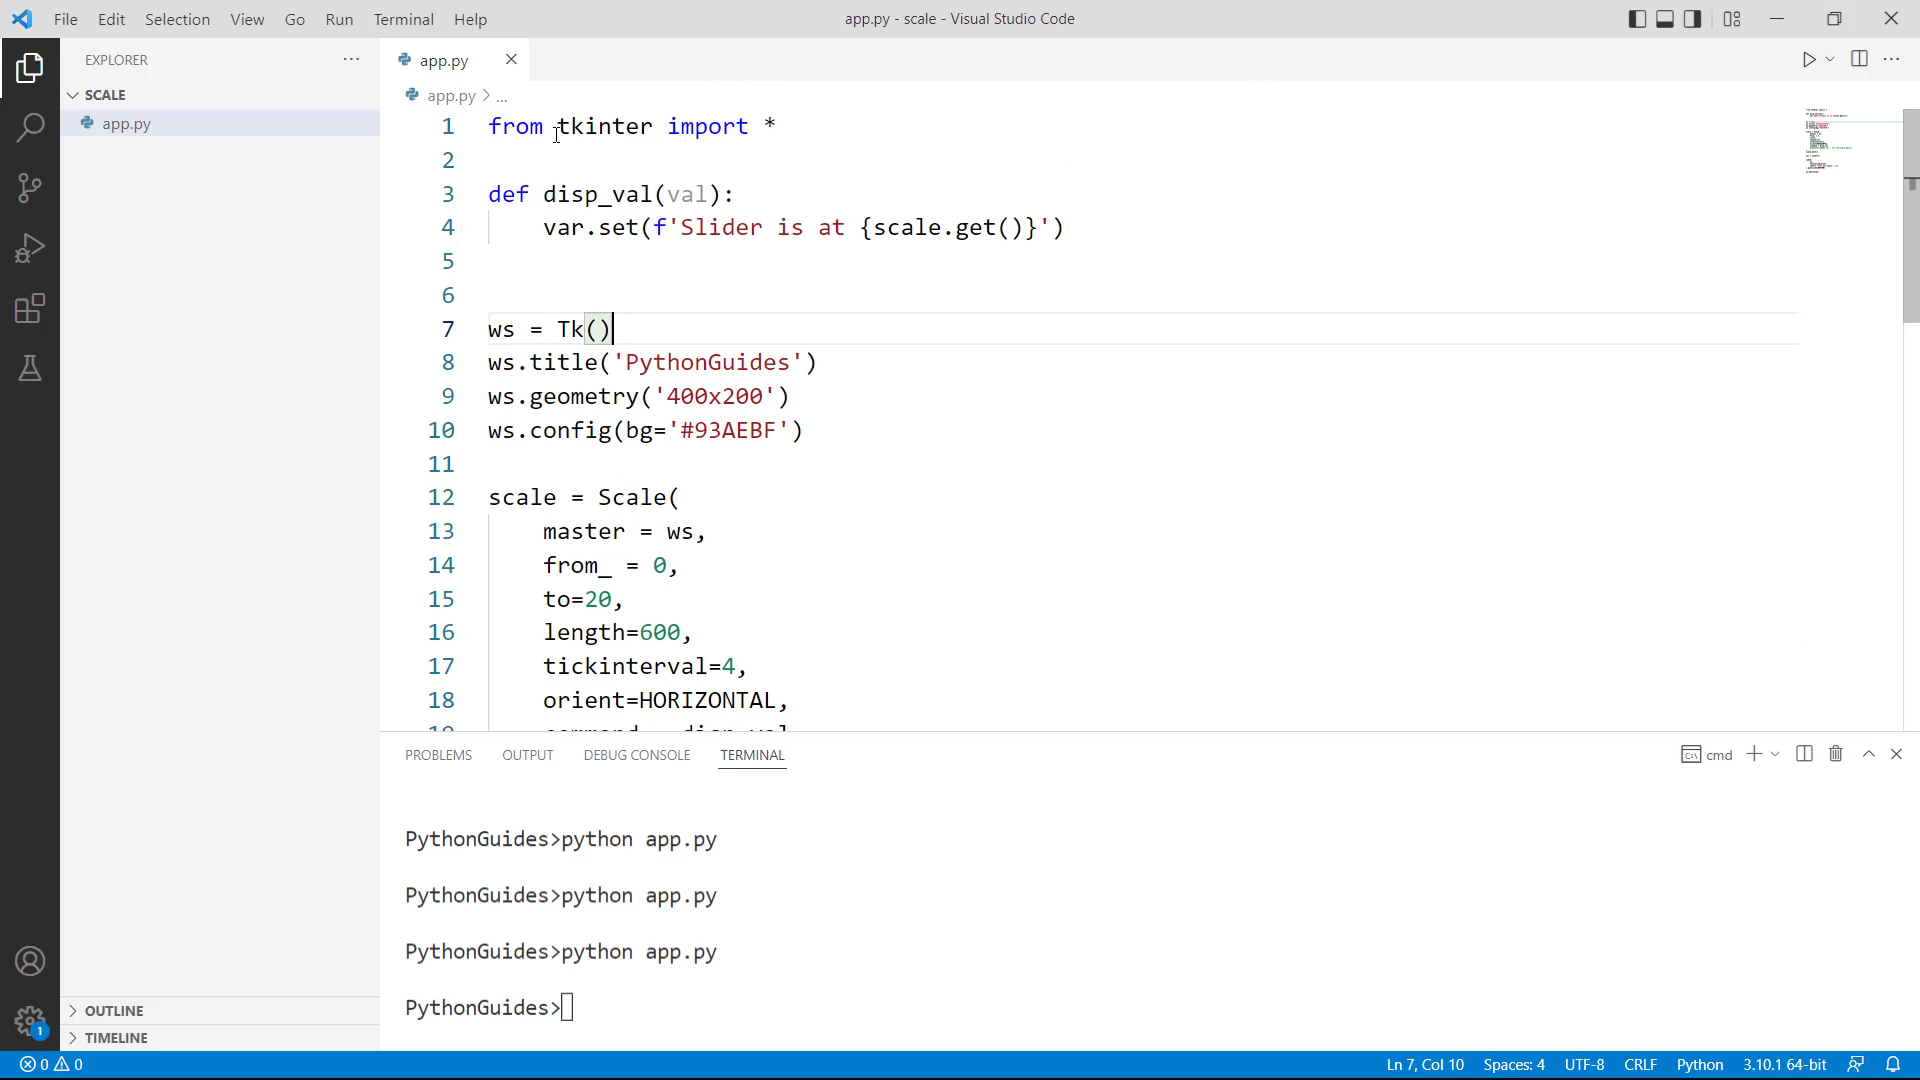 File Edit Selection View Go Run Terminal Help
app.py - scale - Visual Studio Code
EXPLORER
SCALE
app.py
OUTLINE
TIMELINE
app.py
app.py > ...
1 from tkinter import *
2
3 def disp_val(val):
4 var.set(f'Slider is at {scale.get()}')
5
6
7 ws = Tk()
8 ws.title('PythonGuides')
9 ws.geometry('400x200')
10 ws.config(bg='#93AEBF')
11
12 scale = Scale(
13 master = ws,
14 from_ = 0,
15 to=20,
16 length=600,
17 tickinterval=4,
18 orient=HORIZONTAL,
PROBLEMS OUTPUT DEBUG CONSOLE TERMINAL
cmd
PythonGuides>python app.py
PythonGuides>python app.py
PythonGuides>python app.py
PythonGuides>
1
0 0
Ln 7, Col 10 Spaces: 4 UTF-8 CRLF Python 3.10.1 64-bit